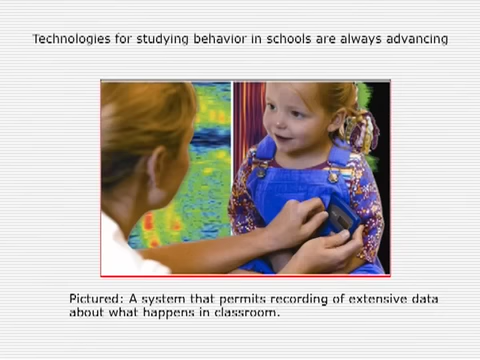 Technologies for studying behavior in schools are always advancing
Pictured: A system that permits recording of extensive data
about what happens in classroom.